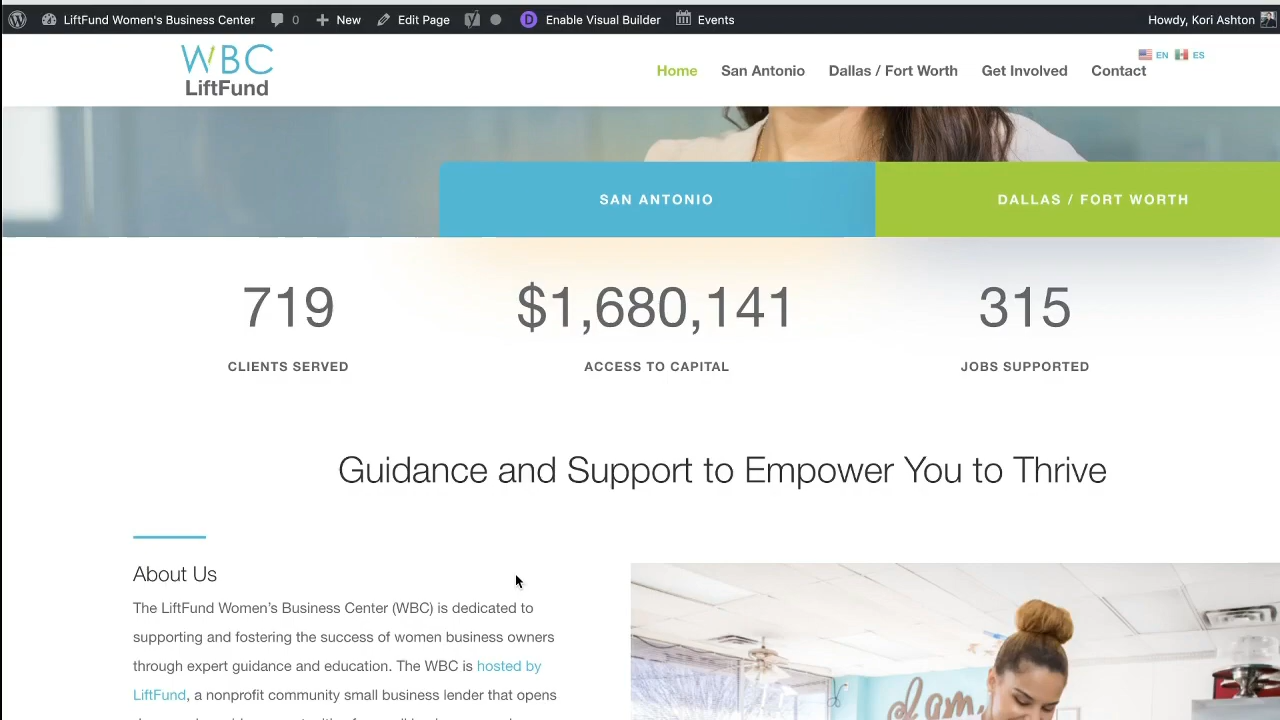 LiftFund Women's Business Center 0 New Edit Page D Enable Visual Builder Events Howdy, Kori Ashton
WBC
LiftFund
Home San Antonio Dallas / Fort Worth Get Involved Contact
EN ES
SAN ANTONIO DALLAS / FORT WORTH
719 $1,680,141 315
CLIENTS SERVED ACCESS TO CAPITAL JOBS SUPPORTED
Guidance and Support to Empower You to Thrive
About Us
The LiftFund Women's Business Center (WBC) is dedicated to
supporting and fostering the success of women business owners
through expert guidance and education. The WBC is hosted by
LiftFund, a nonprofit community small business lender that opens
I am